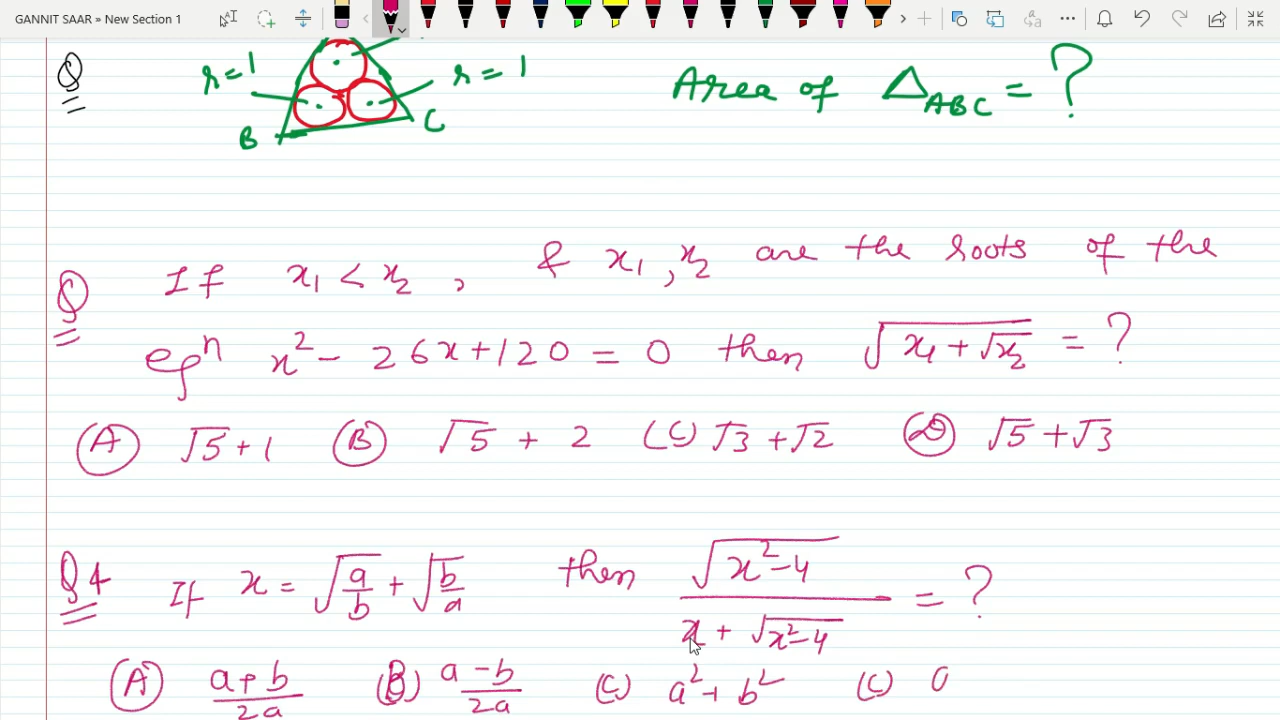 GANNIT SAAR » New Section 1
Q r=1 r=1 Area of △ABC = ?
B C
Q If x₁ < x₂ , & x₁ , x₂ are the roots of the
eqⁿ x² - 26x + 120 = 0 then √(x₁ + √x₂) = ?
(A) √5 + 1 (B) √5 + 2 (C) √3 + √2 (D) √5 + √3
Q4 If x = √(a/b) + √(b/a) then √(x²-4) / (x + √(x²-4)) = ?
(A) (a+b)/2a (B) (a-b)/2a (C) a² + b² (C) 0